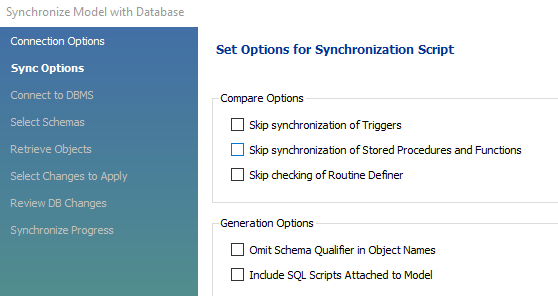 Synchronize Model with Database
Connection Options
Sync Options
Connect to DBMS
Select Schemas
Retrieve Objects
Select Changes to Apply
Review DB Changes
Synchronize Progress
Set Options for Synchronization Script
Compare Options
Skip synchronization of Triggers
Skip synchronization of Stored Procedures and Functions
Skip checking of Routine Definer
Generation Options
Omit Schema Qualifier in Object Names
Include SQL Scripts Attached to Model